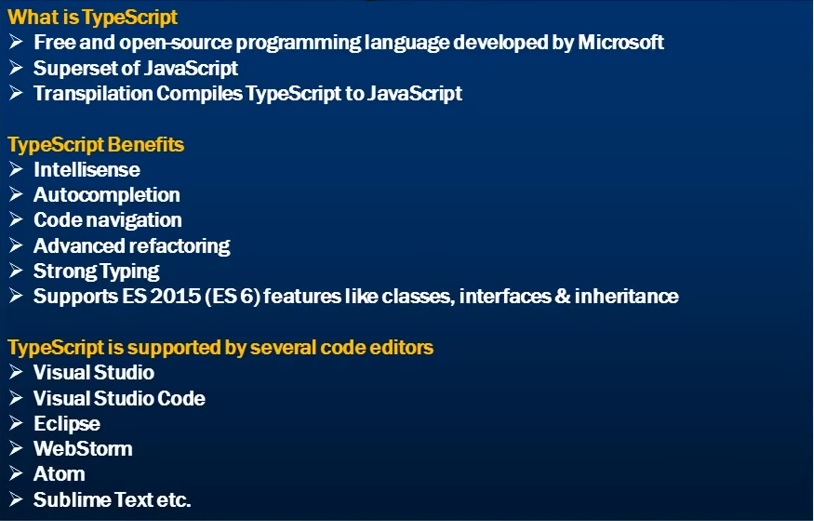 What is TypeScript
➢ Free and open-source programming language developed by Microsoft
➢ Superset of JavaScript
➢ Transpilation Compiles TypeScript to JavaScript
TypeScript Benefits
➢ Intellisense
➢ Autocompletion
➢ Code navigation
➢ Advanced refactoring
➢ Strong Typing
➢ Supports ES 2015 (ES 6) features like classes, interfaces & inheritance
TypeScript is supported by several code editors
➢ Visual Studio
➢ Visual Studio Code
➢ Eclipse
➢ WebStorm
➢ Atom
➢ Sublime Text etc.